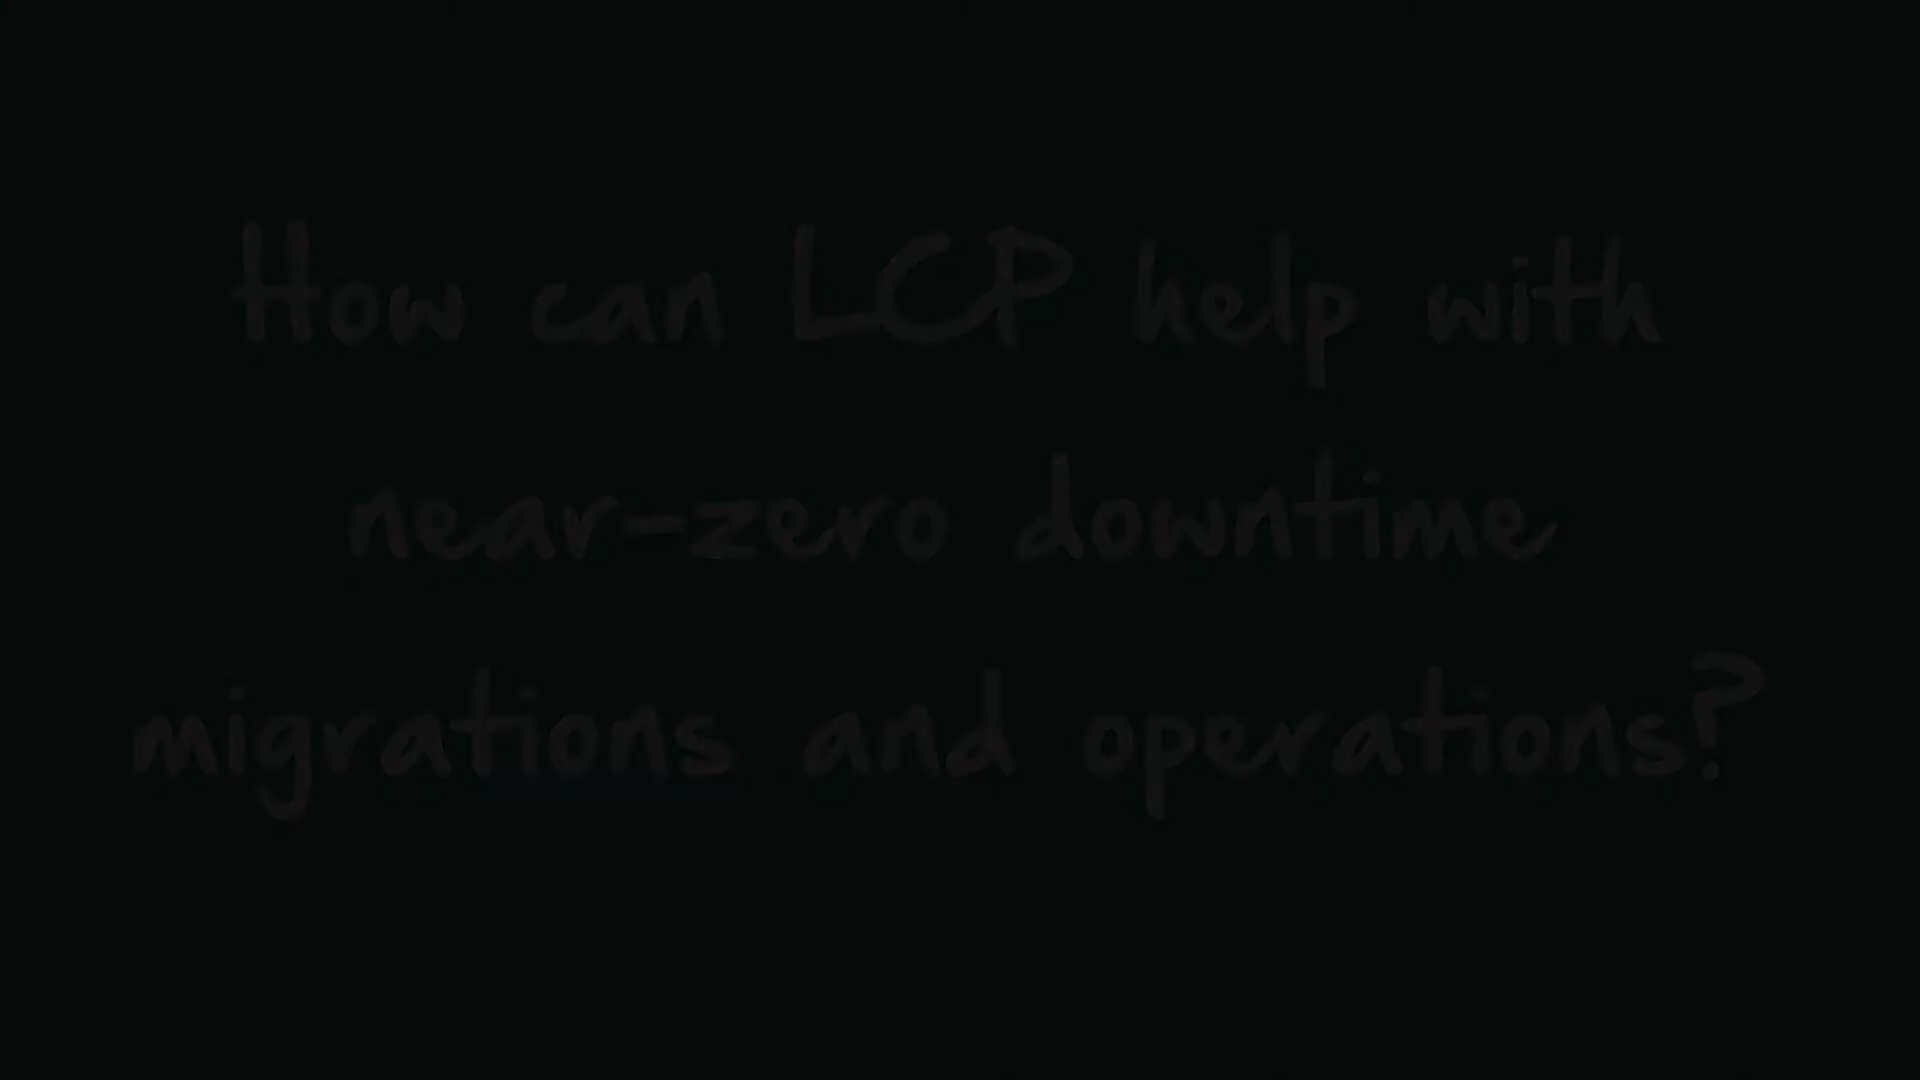 How can LCP help with
near-zero downtime
migrations and operations?